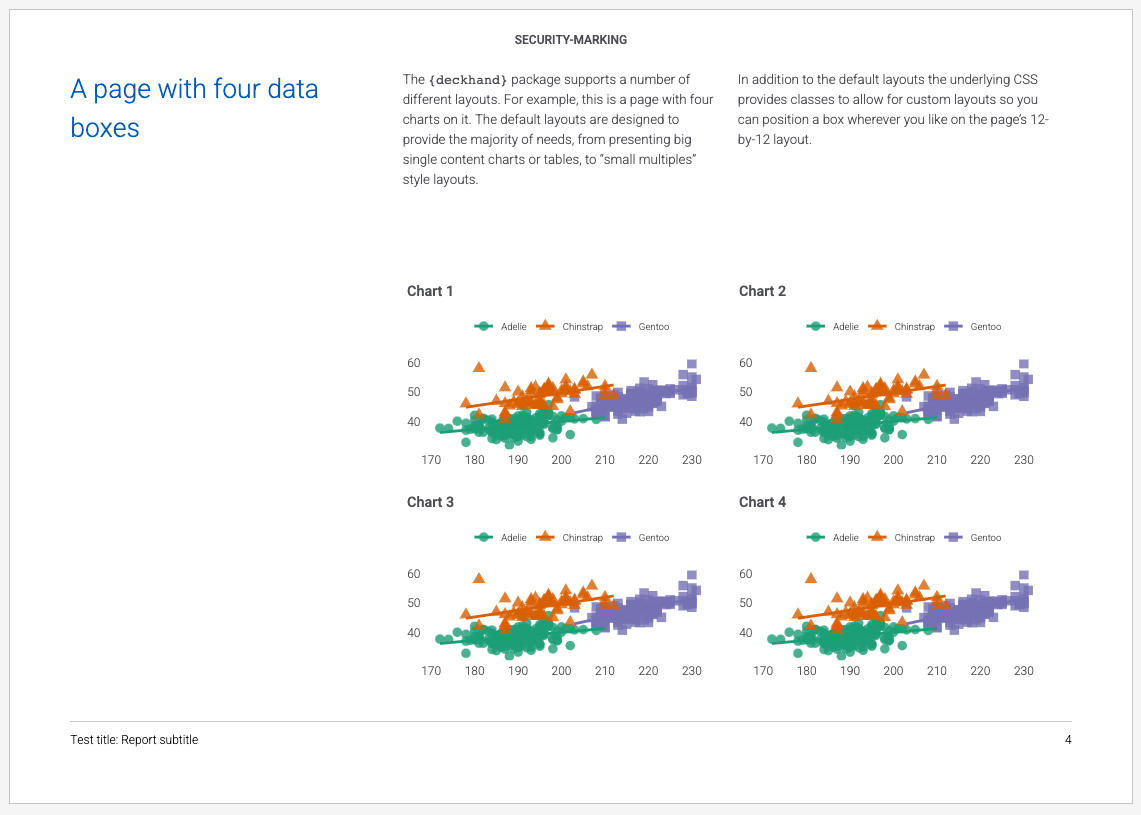 SECURITY-MARKING
A page with four data
boxes
The {deckhand} package supports a number of
different layouts. For example, this is a page with four
charts on it. The default layouts are designed to
provide the majority of needs, from presenting big
single content charts or tables, to “small multiples”
style layouts.
In addition to the default layouts the underlying CSS
provides classes to allow for custom layouts so you
can position a box wherever you like on the page’s 12-
by-12 layout.
Chart 1
Adelie Chinstrap Gentoo
60
50
40
170 180 190 200 210 220 230
Chart 2
Adelie Chinstrap Gentoo
60
50
40
170 180 190 200 210 220 230
Chart 3
Adelie Chinstrap Gentoo
60
50
40
170 180 190 200 210 220 230
Chart 4
Adelie Chinstrap Gentoo
60
50
40
170 180 190 200 210 220 230
Test title: Report subtitle
4